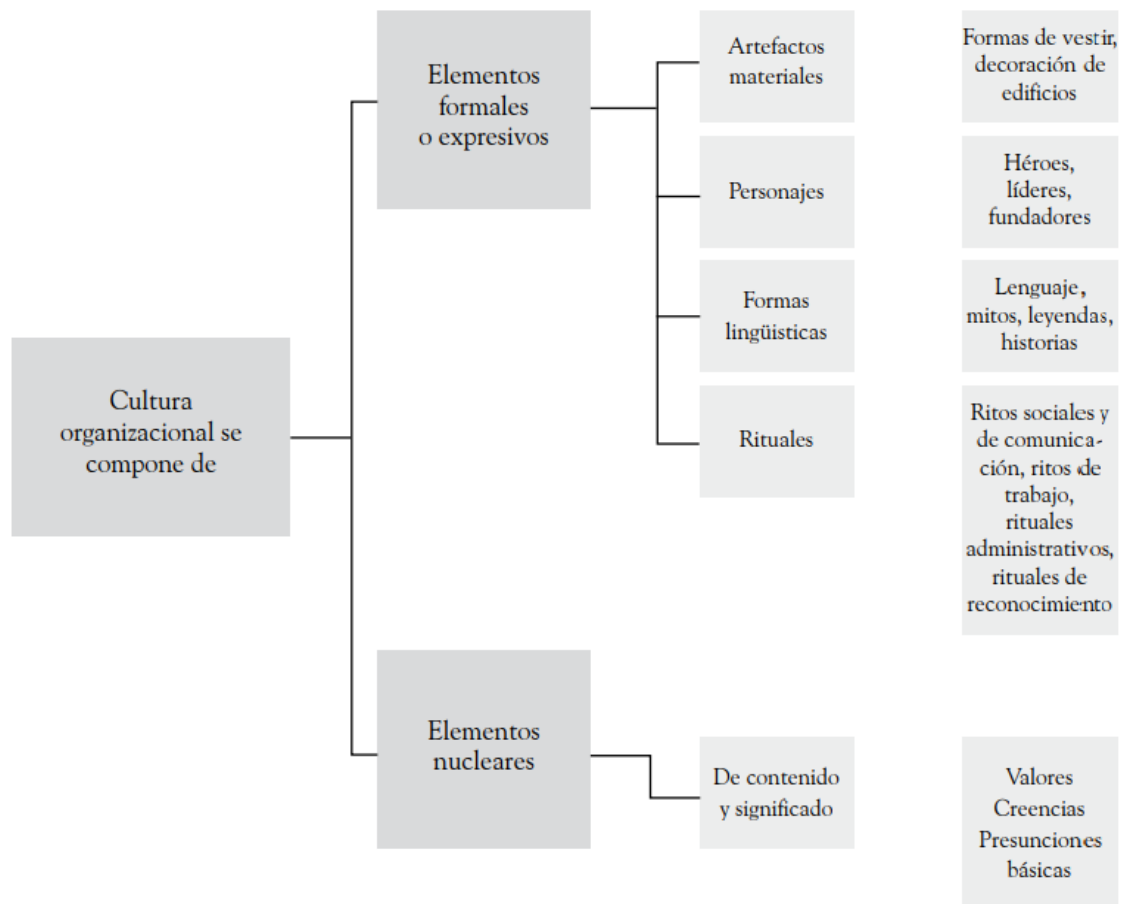 Cultura
organizacional se
compone de
Elementos
formales
o expresivos
Artefactos
materiales
Formas de vestir,
decoración de
edificios
Personajes
Héroes,
líderes,
fundadores
Formas
lingüisticas
Lenguaje,
mitos, leyendas,
historias
Rituales
Ritos sociales y
de comunica-
ción, ritos de
trabajo,
rituales
administrativos,
rituales de
reconocimiento
Elementos
nucleares
De contenido
y significado
Valores
Creencias
Presunciones
básicas